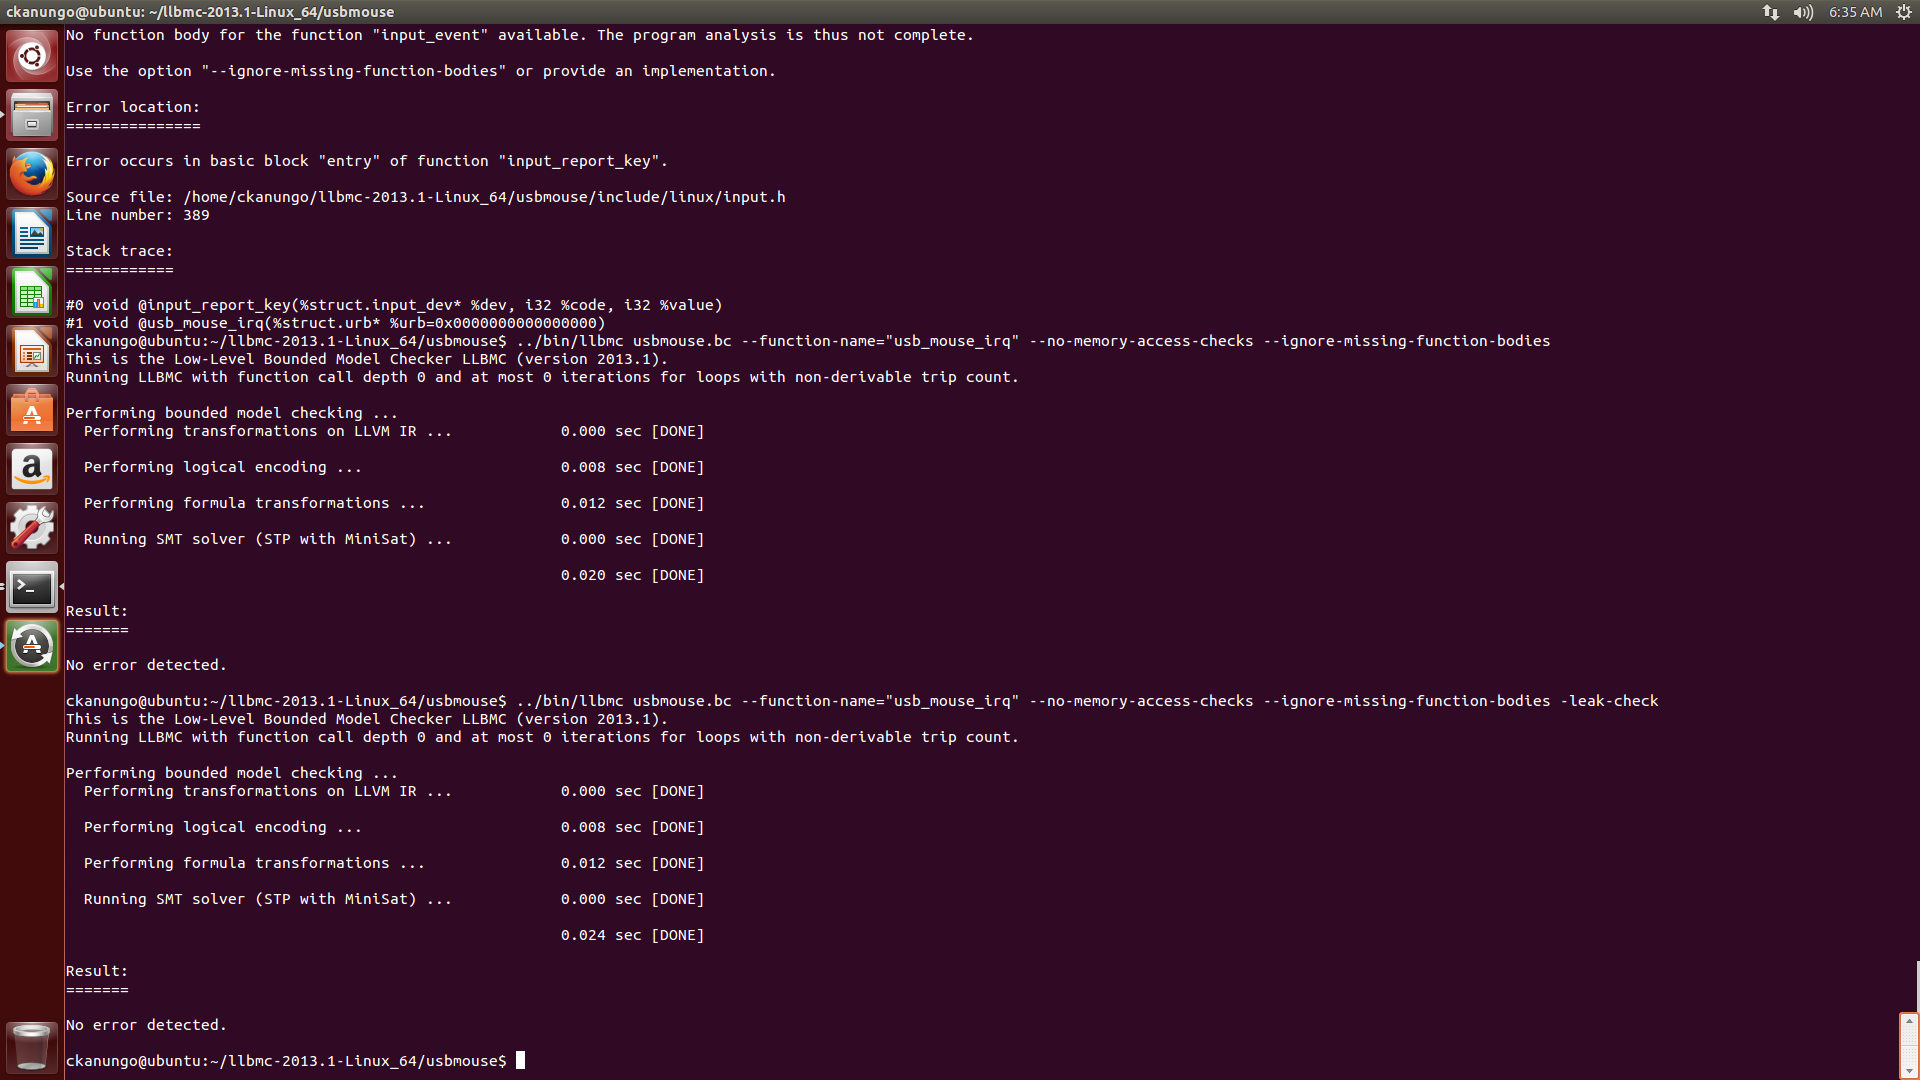 ckanungo@ubuntu: ~/llbmc-2013.1-Linux_64/usbmouse
6:35 AM
No function body for the function "input_event" available. The program analysis is thus not complete.
Use the option "--ignore-missing-function-bodies" or provide an implementation.
Error location:
===============
Error occurs in basic block "entry" of function "input_report_key".
Source file: /home/ckanungo/llbmc-2013.1-Linux_64/usbmouse/include/linux/input.h
Line number: 389
Stack trace:
============
#0 void @input_report_key(%struct.input_dev* %dev, i32 %code, i32 %value)
#1 void @usb_mouse_irq(%struct.urb* %urb=0x0000000000000000)
ckanungo@ubuntu:~/llbmc-2013.1-Linux_64/usbmouse$ ../bin/llbmc usbmouse.bc --function-name="usb_mouse_irq" --no-memory-access-checks --ignore-missing-function-bodies
This is the Low-Level Bounded Model Checker LLBMC (version 2013.1).
Running LLBMC with function call depth 0 and at most 0 iterations for loops with non-derivable trip count.
Performing bounded model checking ...
Performing transformations on LLVM IR ... 0.000 sec [DONE]
Performing logical encoding ... 0.008 sec [DONE]
Performing formula transformations ... 0.012 sec [DONE]
Running SMT solver (STP with MiniSat) ... 0.000 sec [DONE]
0.020 sec [DONE]
Result:
=======
No error detected.
ckanungo@ubuntu:~/llbmc-2013.1-Linux_64/usbmouse$ ../bin/llbmc usbmouse.bc --function-name="usb_mouse_irq" --no-memory-access-checks --ignore-missing-function-bodies -leak-check
This is the Low-Level Bounded Model Checker LLBMC (version 2013.1).
Running LLBMC with function call depth 0 and at most 0 iterations for loops with non-derivable trip count.
Performing bounded model checking ...
Performing transformations on LLVM IR ... 0.000 sec [DONE]
Performing logical encoding ... 0.008 sec [DONE]
Performing formula transformations ... 0.012 sec [DONE]
Running SMT solver (STP with MiniSat) ... 0.000 sec [DONE]
0.024 sec [DONE]
Result:
=======
No error detected.
ckanungo@ubuntu:~/llbmc-2013.1-Linux_64/usbmouse$